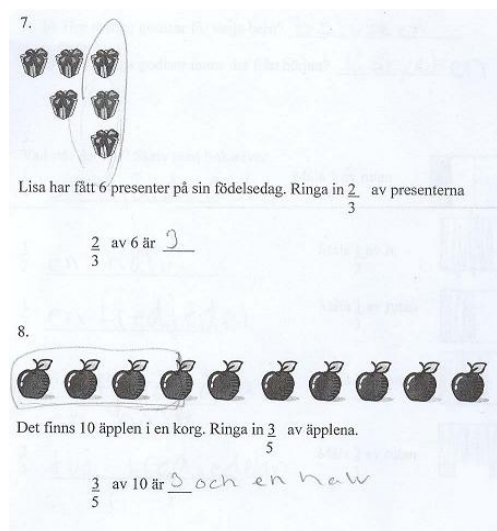 7.
Lisa har fått 6 presenter på sin födelsedag. Ringa in 2/3 av presenterna
2/3 av 6 är 3
8.
Det finns 10 äpplen i en korg. Ringa in 3/5 av äpplena.
3/5 av 10 är 3 och en halv